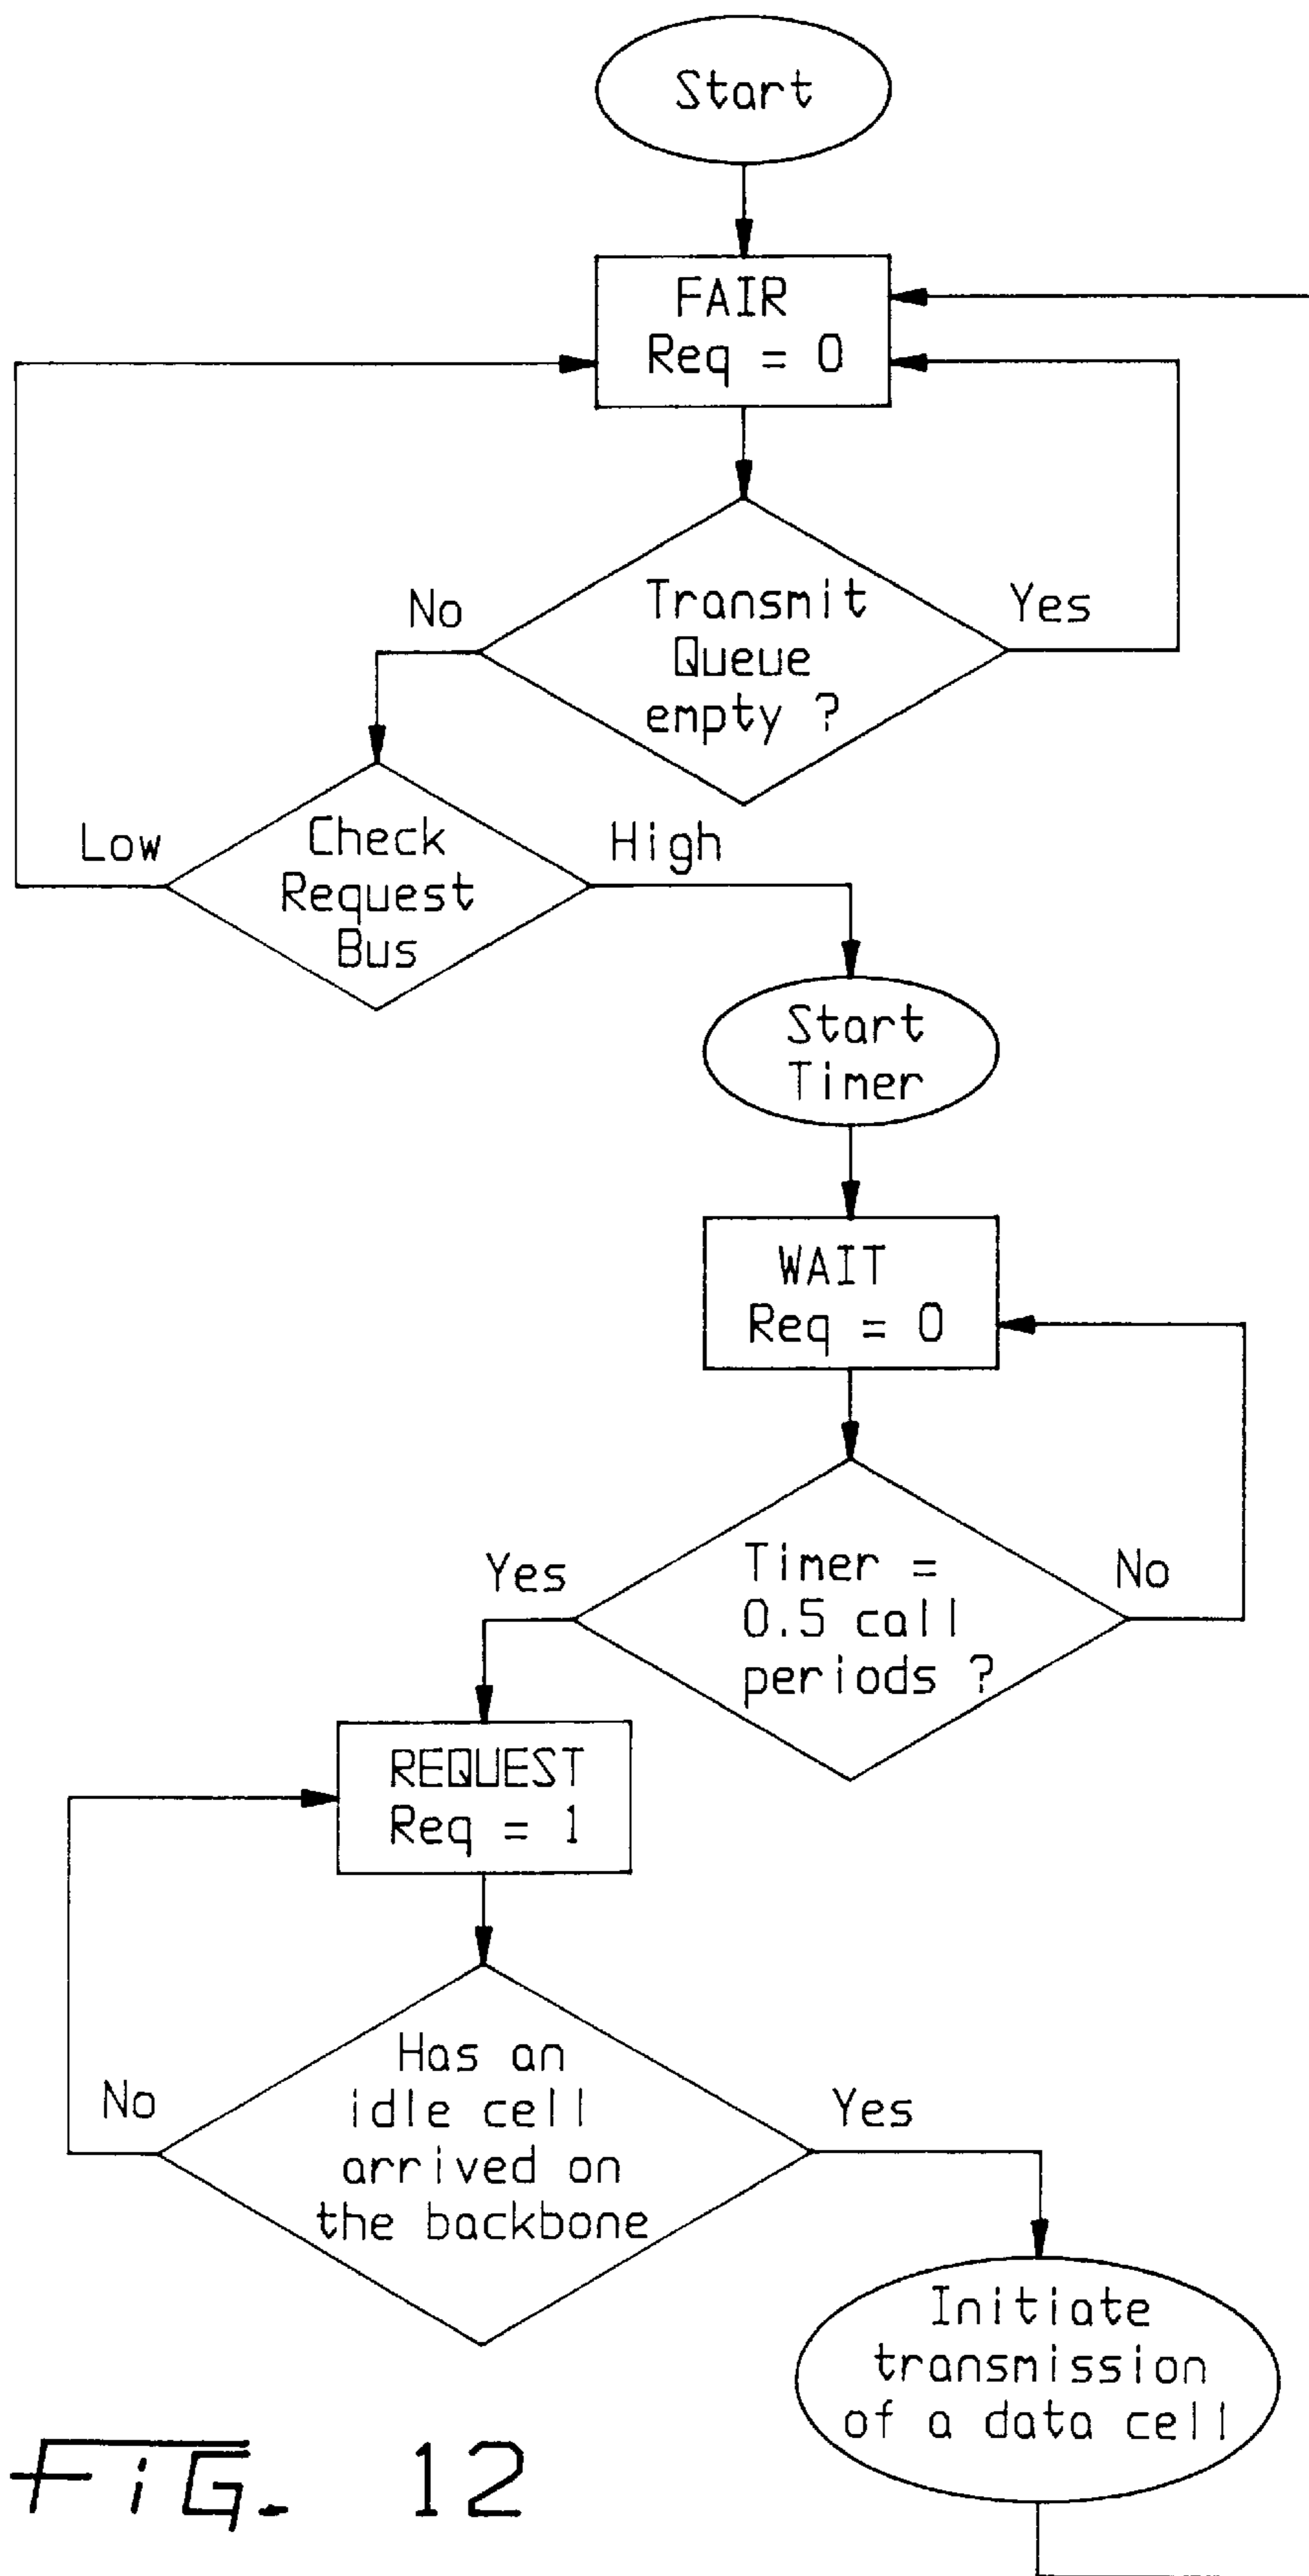 Start
FAIR
Req = 0
No
Transmit
Queue
empty ?
Yes
Low
Check
Request
Bus
High
Start
Timer
WAIT
Req = 0
Yes
Timer =
0.5 call
periods ?
No
REQUEST
Req = 1
No
Has an
idle cell
arrived on
the backbone
Yes
Initiate
transmission
of a data cell
FiG. 12